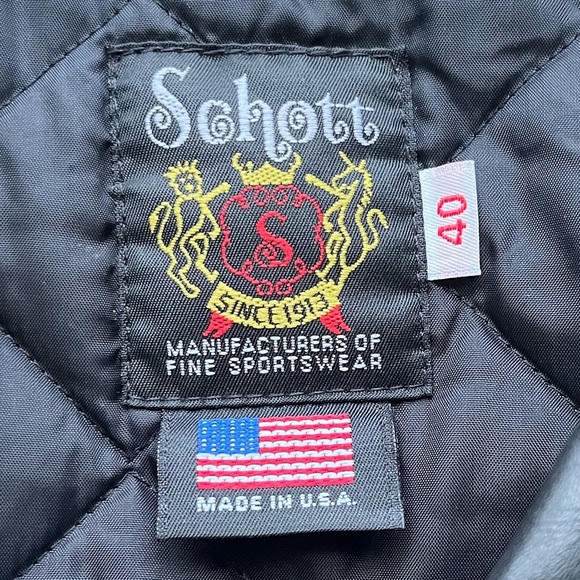 Schott
40
S
SINCE 1913
MANUFACTURERS OF
FINE SPORTSWEAR
MADE IN U.S.A.